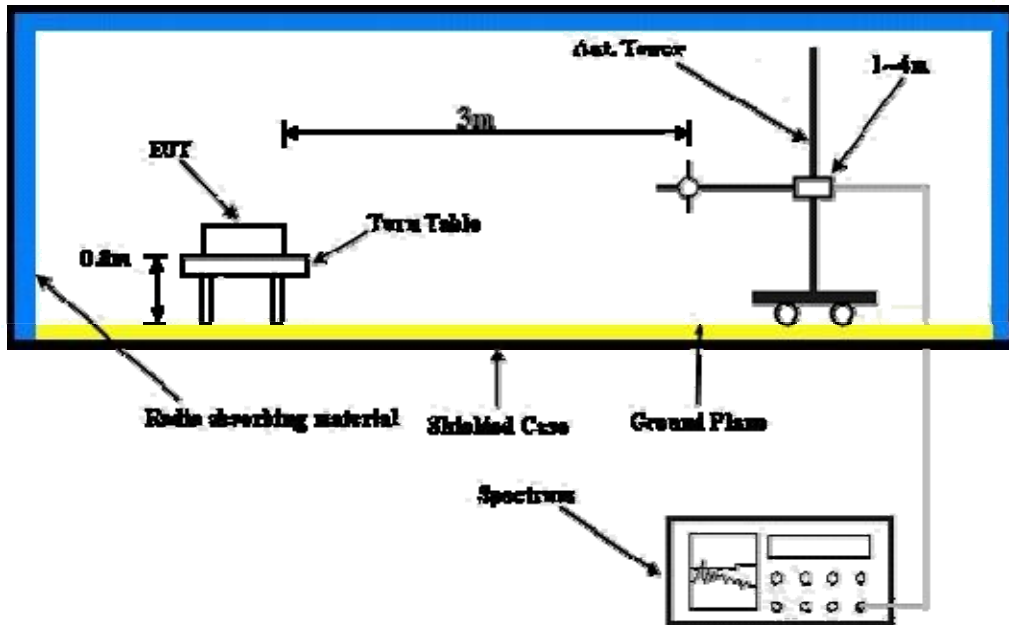 Ant. Tower
1~4m
3m
EUT
Turn Table
0.8m
Radio absorbing material
Shielded Case
Ground Plane
Spectrum